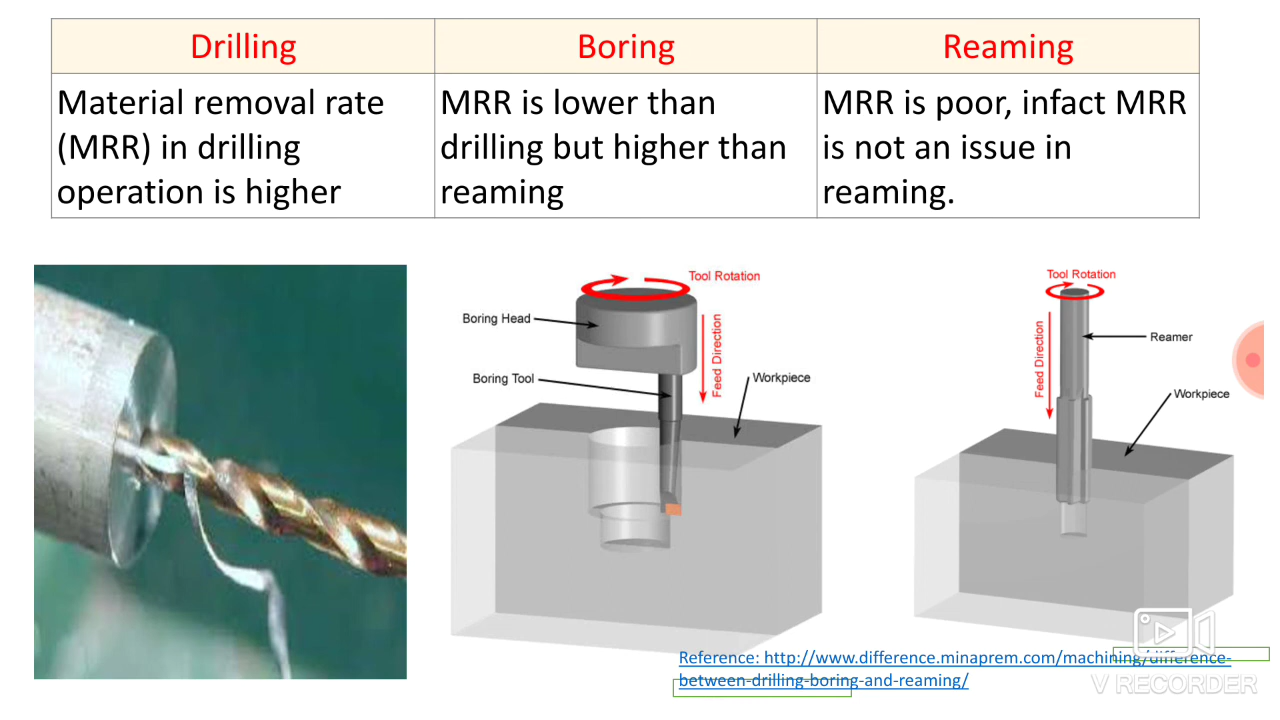 Drilling
Boring
Reaming
Material removal rate
(MRR) in drilling
operation is higher
MRR is lower than
drilling but higher than
reaming
MRR is poor, infact MRR
is not an issue in
reaming.
Tool Rotation
Boring Head
Feed Direction
Boring Tool
Workpiece
Tool Rotation
Feed Direction
Reamer
Workpiece
Reference: http://www.difference.minaprem.com/machining/difference-
between-drilling-boring-and-reaming/
V RECORDER